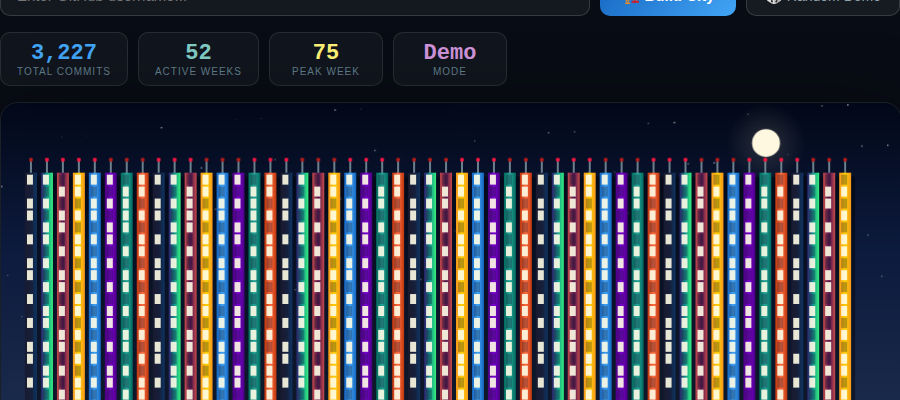 3,227
TOTAL COMMITS
52
ACTIVE WEEKS
75
PEAK WEEK
Demo
MODE